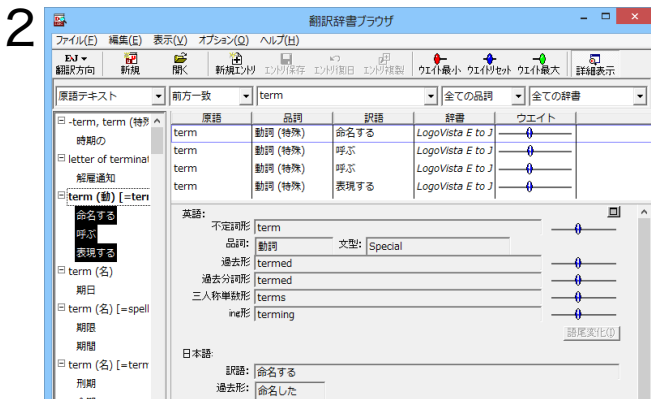 2
翻訳辞書ブラウザ
ファイル(F) 編集(E) 表示(V) オプション(O) ヘルプ(H)
E⇄J ▼
翻訳方向 新規 開く 新規エントリ エントリ保存 エントリ削除 エントリ複製 ウエイト最小 ウエイトリセット ウエイト最大 詳細表示
原語テキスト 前方一致 term 全ての品詞 全ての辞書
-term, term (特殊
時期の
letter of terminat
解雇通知
term (動) [=tern
命名する
呼ぶ
表現する
term (名)
期日
term (名) [=spell
期限
期間
term (名) [=term
刑期
原語 品詞 訳語 辞書 ウエイト
term 動詞 (特殊) 命名する LogoVista E to J
term 動詞 (特殊) 呼ぶ LogoVista E to J
term 動詞 (特殊) 呼ぶ LogoVista E to J
term 動詞 (特殊) 表現する LogoVista E to J
英語:
不定詞形 term
品詞: 動詞 文型: Special
過去形 termed
過去分詞形 termed
三人称単数形 terms
ing形 terming
語尾変化(I)
日本語:
訳語: 命名する
過去形: 命名した